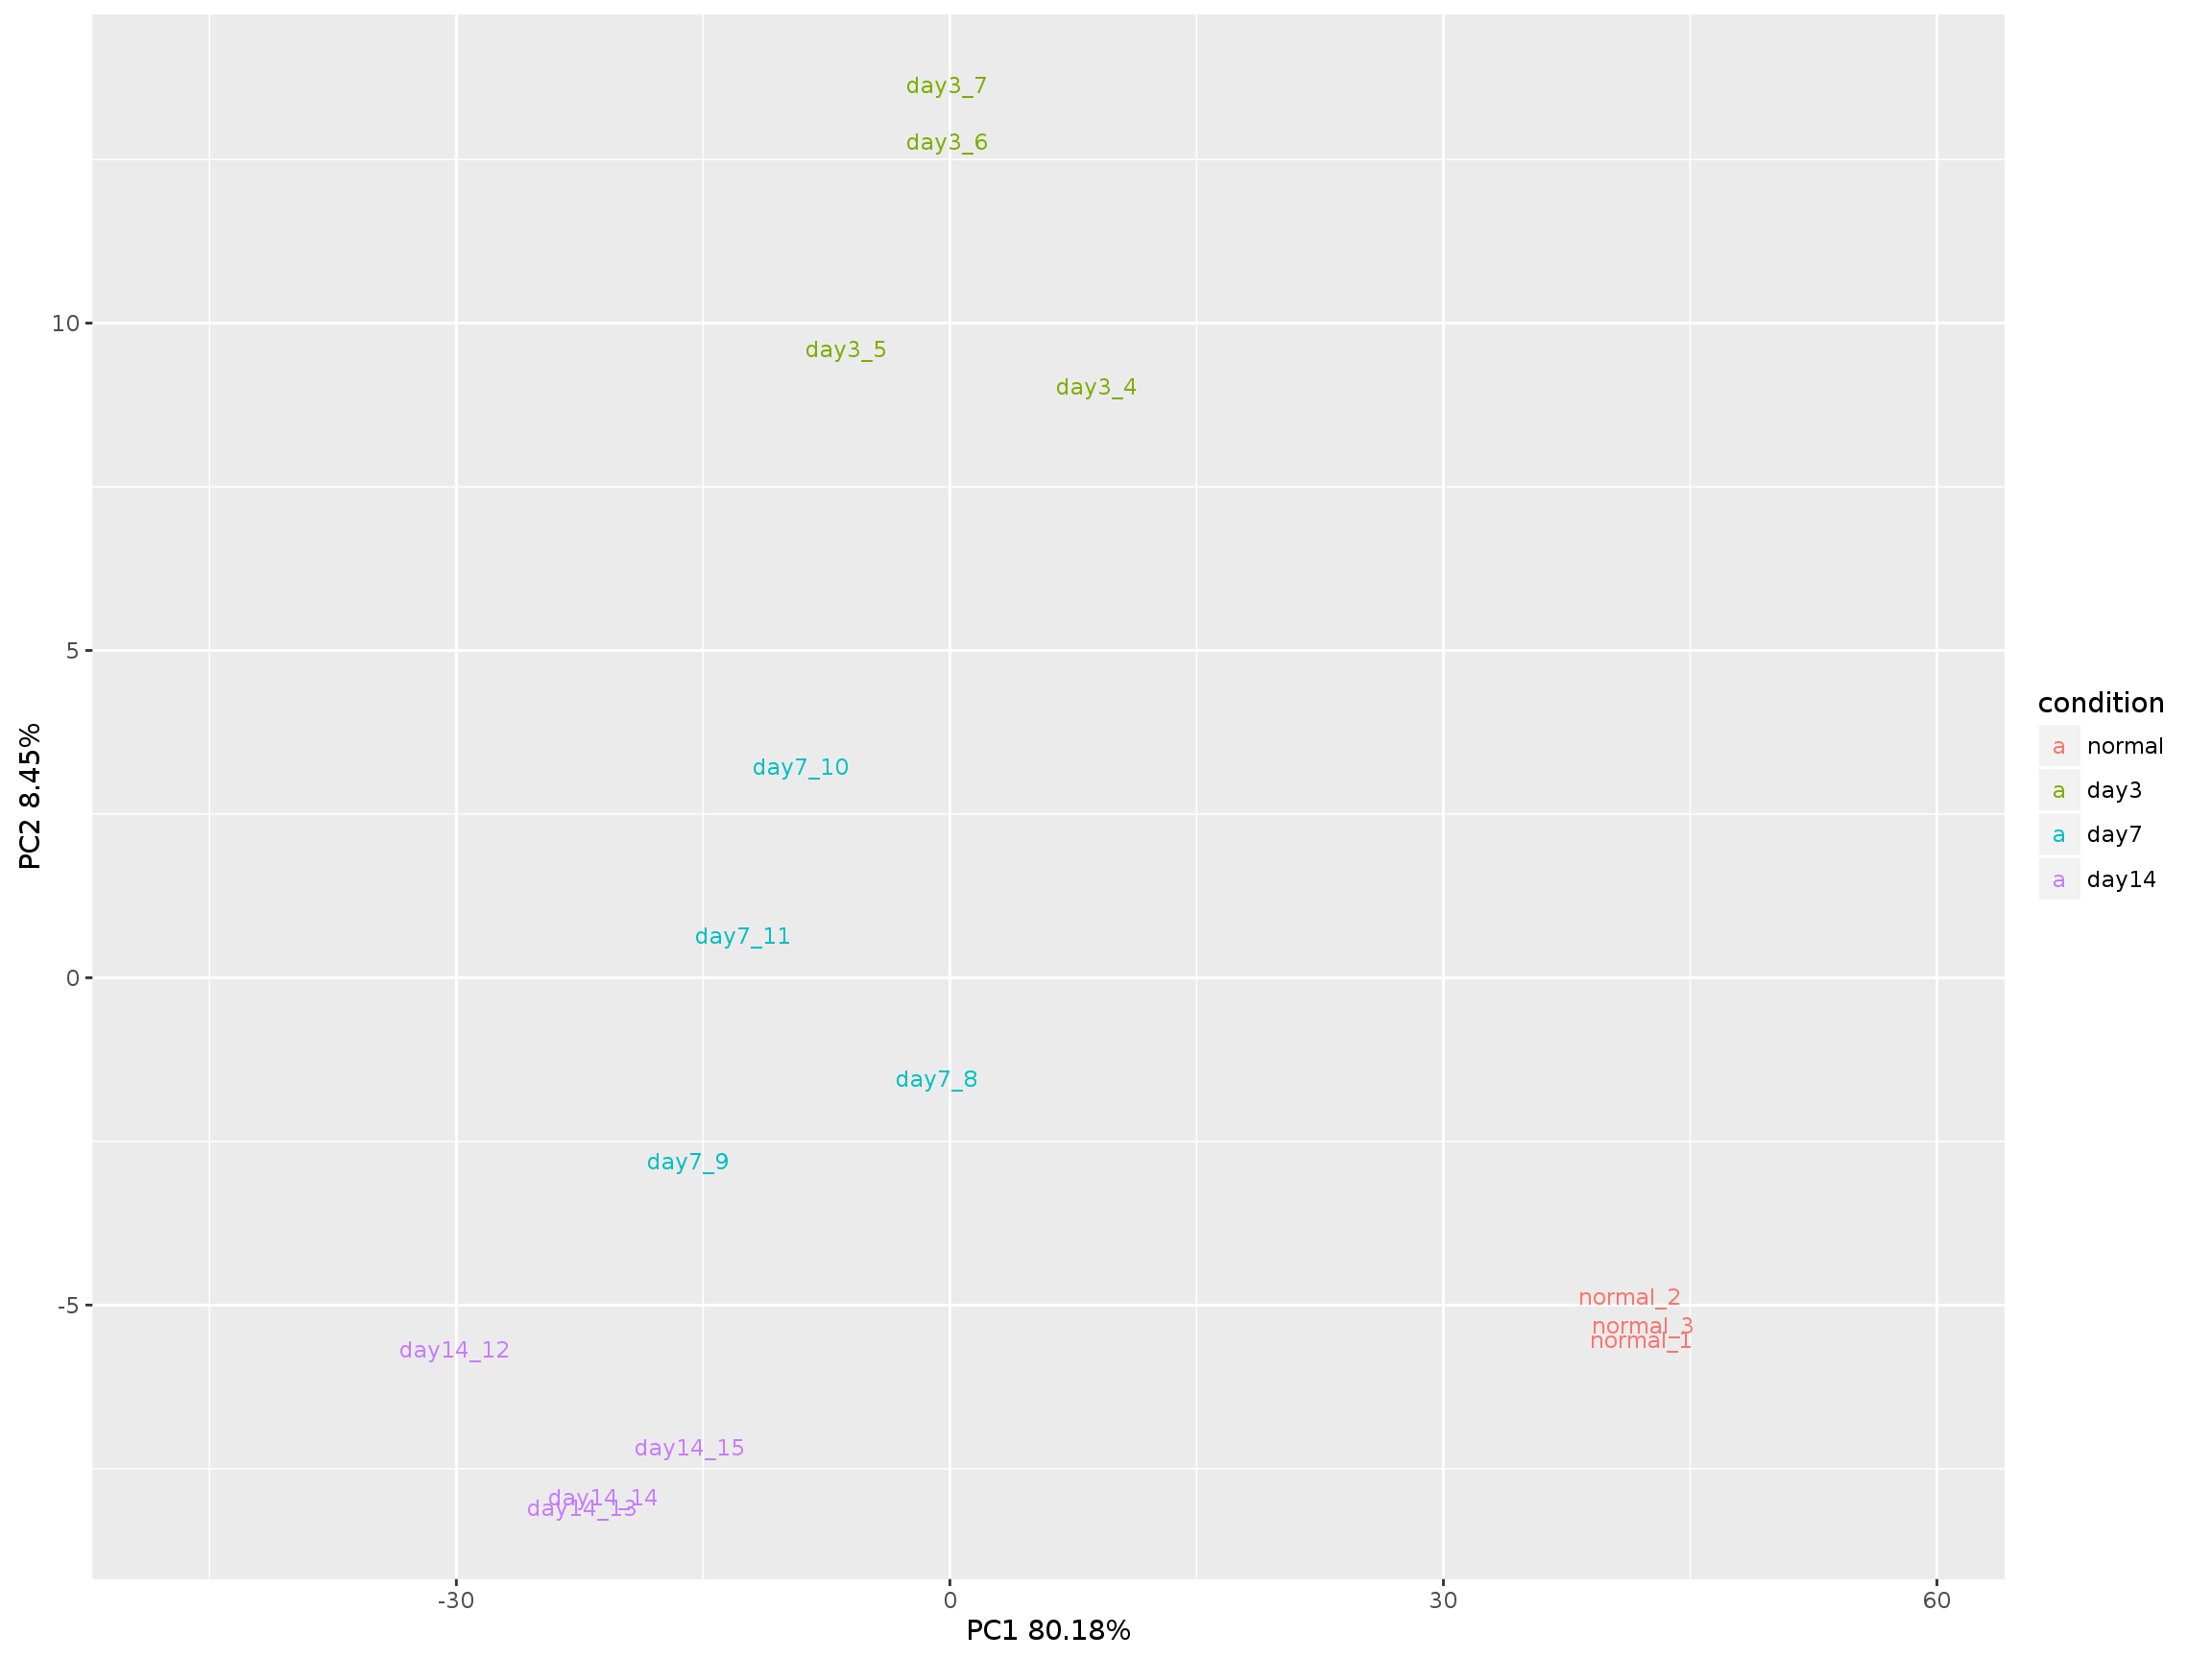 day3_7
day3_6
10
day3_5
day3_4
5
condition
a normal
a day3
a day7
a day14
PC2 8.45%
day7_10
day7_11
0
day7_8
day7_9
-5
normal_2
normal_3
normal_1
day14_12
day14_15
day14_14
day14_13
-30 0 30 60
PC1 80.18%